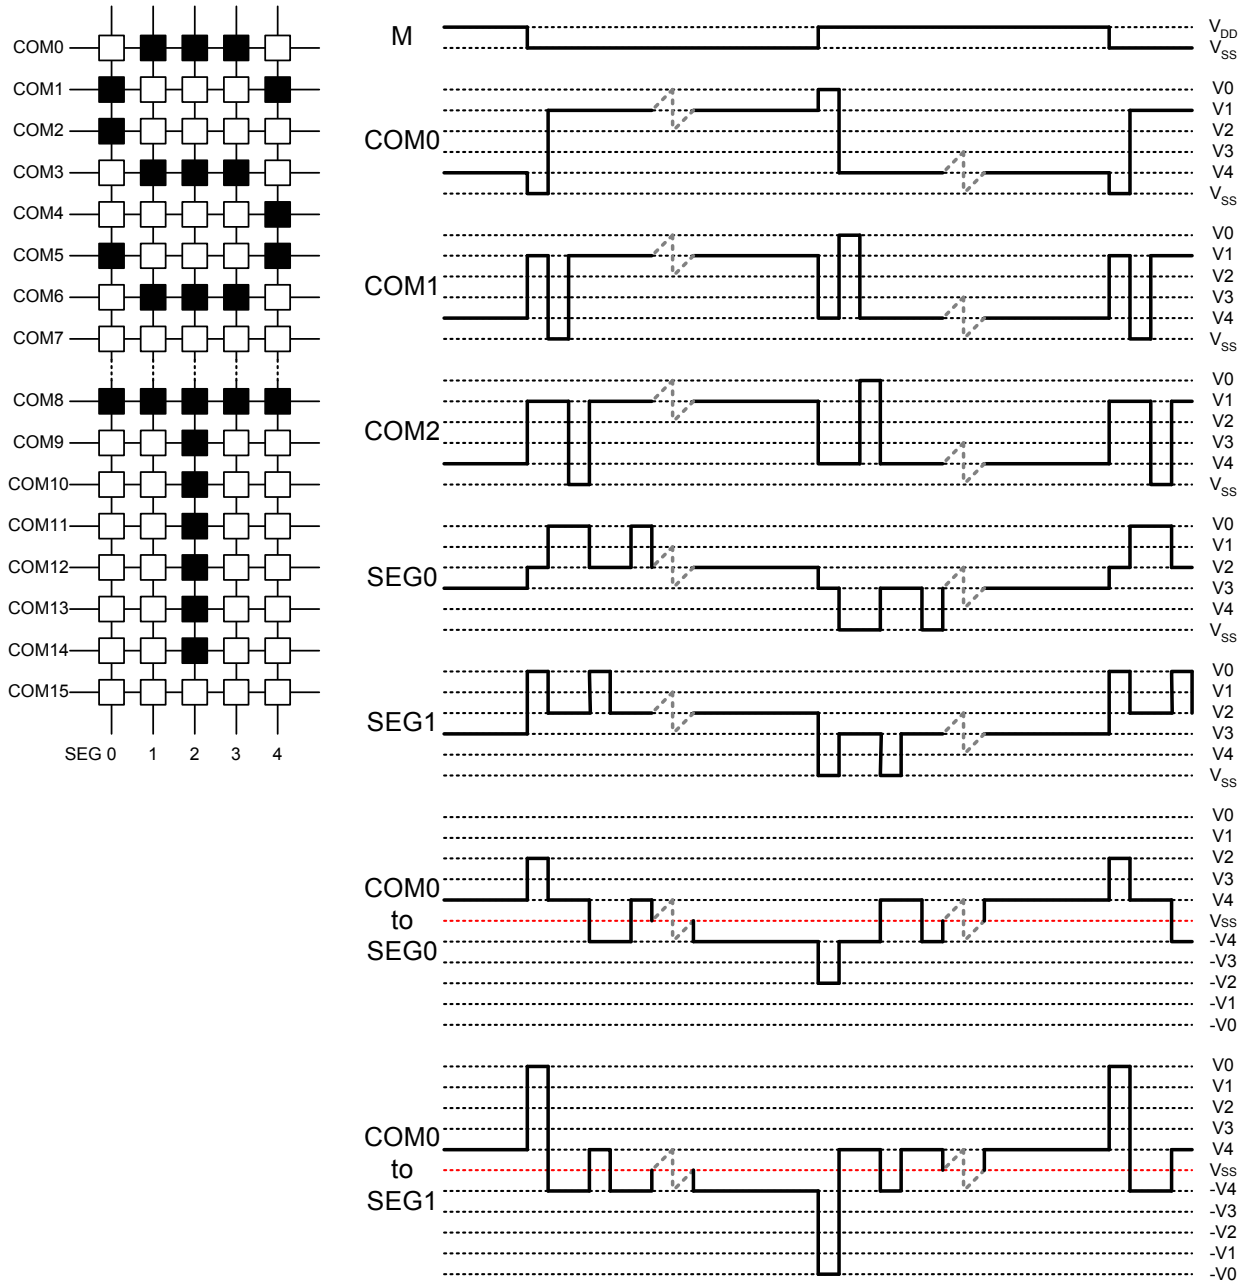 COM0
COM1
COM2
COM3
COM4
COM5
COM6
COM7
COM8
COM9
COM10
COM11
COM12
COM13
COM14
COM15
SEG 0 1 2 3 4
M
VDD
VSS
COM0
V0
V1
V2
V3
V4
VSS
COM1
V0
V1
V2
V3
V4
VSS
COM2
V0
V1
V2
V3
V4
VSS
SEG0
V0
V1
V2
V3
V4
VSS
SEG1
V0
V1
V2
V3
V4
VSS
COM0
to
SEG0
V0
V1
V2
V3
V4
VSS
-V4
-V3
-V2
-V1
-V0
COM0
to
SEG1
V0
V1
V2
V3
V4
VSS
-V4
-V3
-V2
-V1
-V0